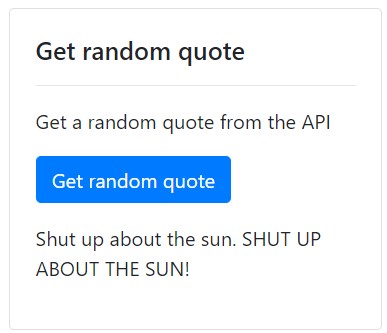 Get random quote
Get a random quote from the API
Get random quote
Shut up about the sun. SHUT UP
ABOUT THE SUN!